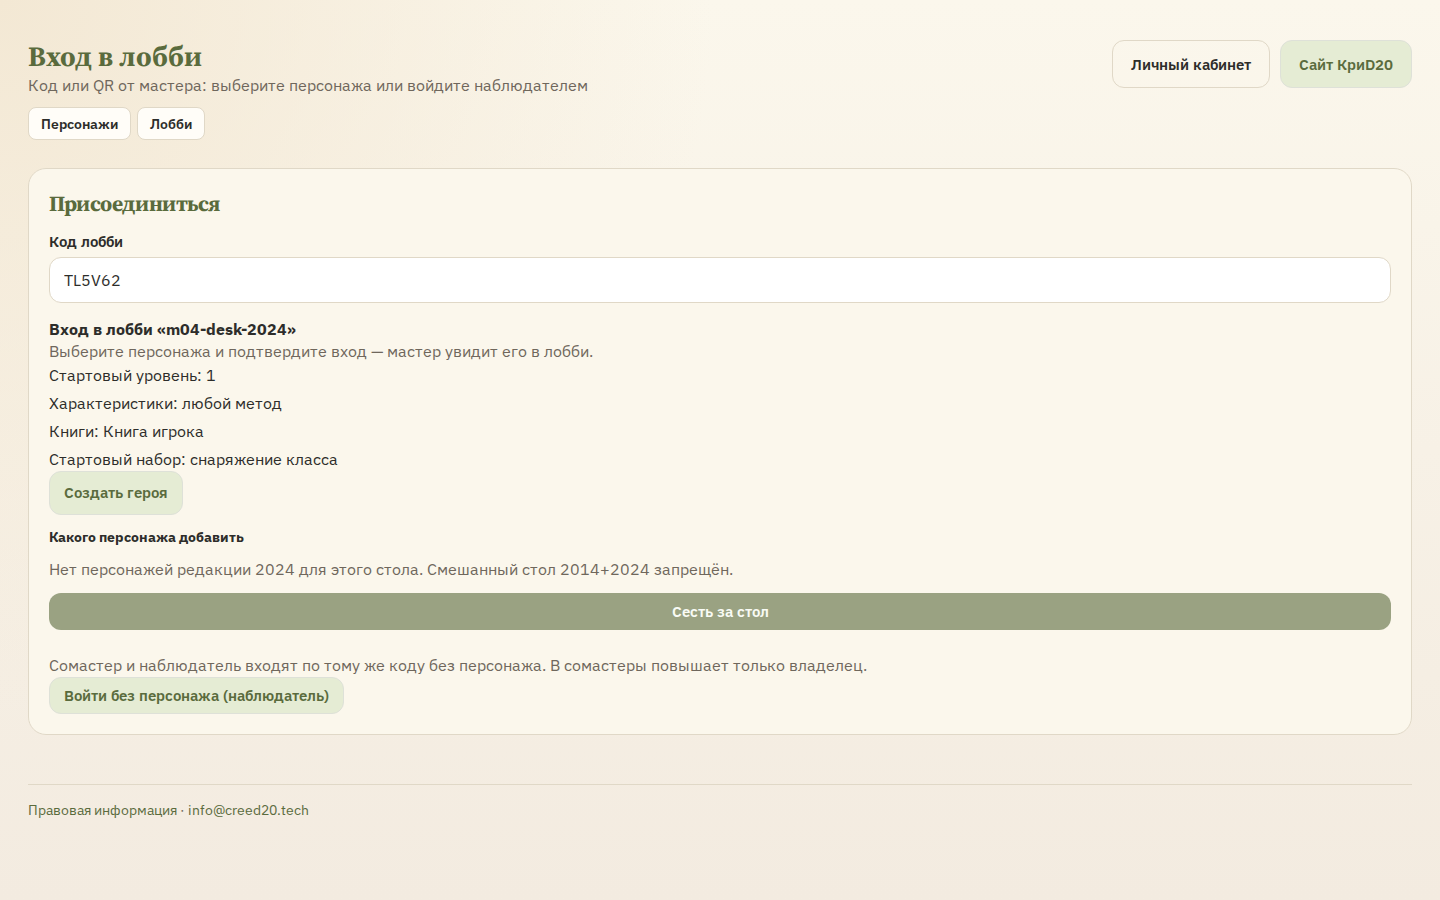 Вход в лобби
Код или QR от мастера: выберите персонажа или войдите наблюдателем
Личный кабинет
Сайт КриD20
Персонажи
Лобби
Присоединиться
Код лобби
TL5V62
Вход в лобби «m04-desk-2024»
Выберите персонажа и подтвердите вход — мастер увидит его в лобби.
Стартовый уровень: 1
Характеристики: любой метод
Книги: Книга игрока
Стартовый набор: снаряжение класса
Создать героя
Какого персонажа добавить
Нет персонажей редакции 2024 для этого стола. Смешанный стол 2014+2024 запрещён.
Сесть за стол
Сомастер и наблюдатель входят по тому же коду без персонажа. В сомастеры повышает только владелец.
Войти без персонажа (наблюдатель)
Правовая информация · info@creed20.tech